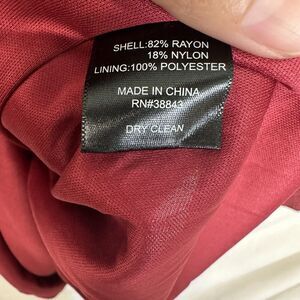 SHELL:82% RAYON
18% NYLON
LINING:100% POLYESTER
MADE IN CHINA
RN#38843
DRY CLEAN